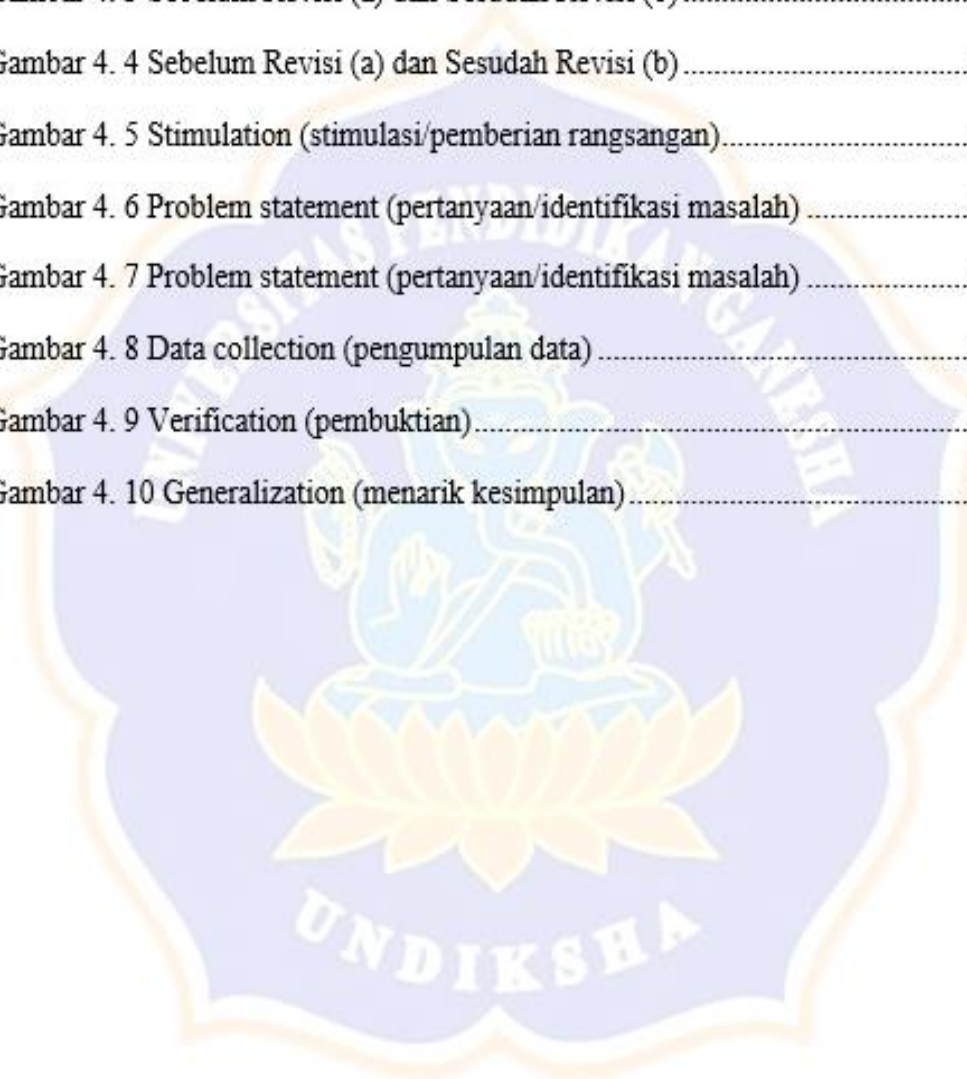 Gambar 4. 4 Sebelum Revisi (a) dan Sesudah Revisi (b)
Gambar 4. 5 Stimulation (stimulasi/pemberian rangsangan)
Gambar 4. 6 Problem statement (pertanyaan/identifikasi masalah)
Gambar 4. 7 Problem statement (pertanyaan/identifikasi masalah)
Gambar 4. 8 Data collection (pengumpulan data)
Gambar 4. 9 Verification (pembuktian)
Gambar 4. 10 Generalization (menarik kesimpulan)
UNIVERSITAS PENDIDIKAN GANESHA
UNDIKSHA